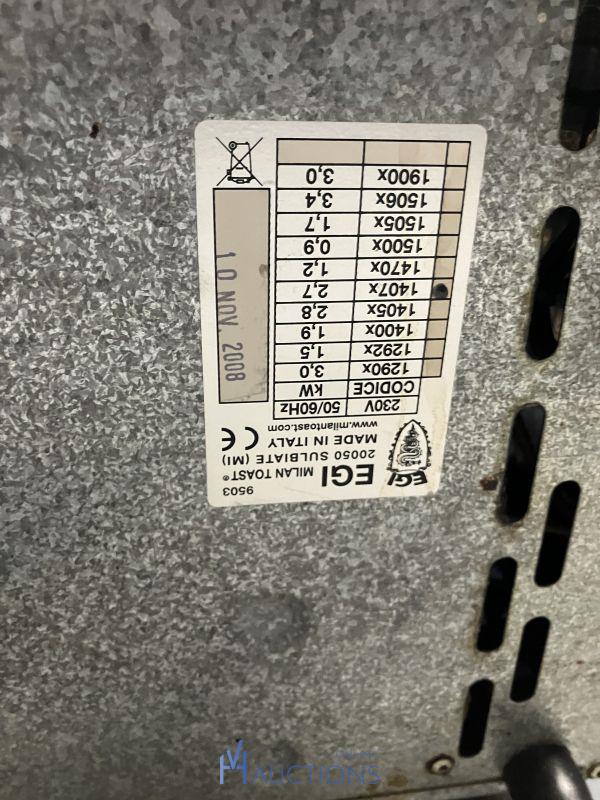 EGI
EGI MILAN TOAST® 9503
20050 SULBIATE (MI)
MADE IN ITALY CE
www.milantoast.com
230V 50/60Hz
CODICE kW
1290x 3,0
1292x 1,5
1400x 1,9
1405x 2,8
1407x 2,7
1470x 1,2
1500x 0,9
1505x 1,7
1506x 3,4
1900x 3,0
10 NOV. 2008
AUCTIONS